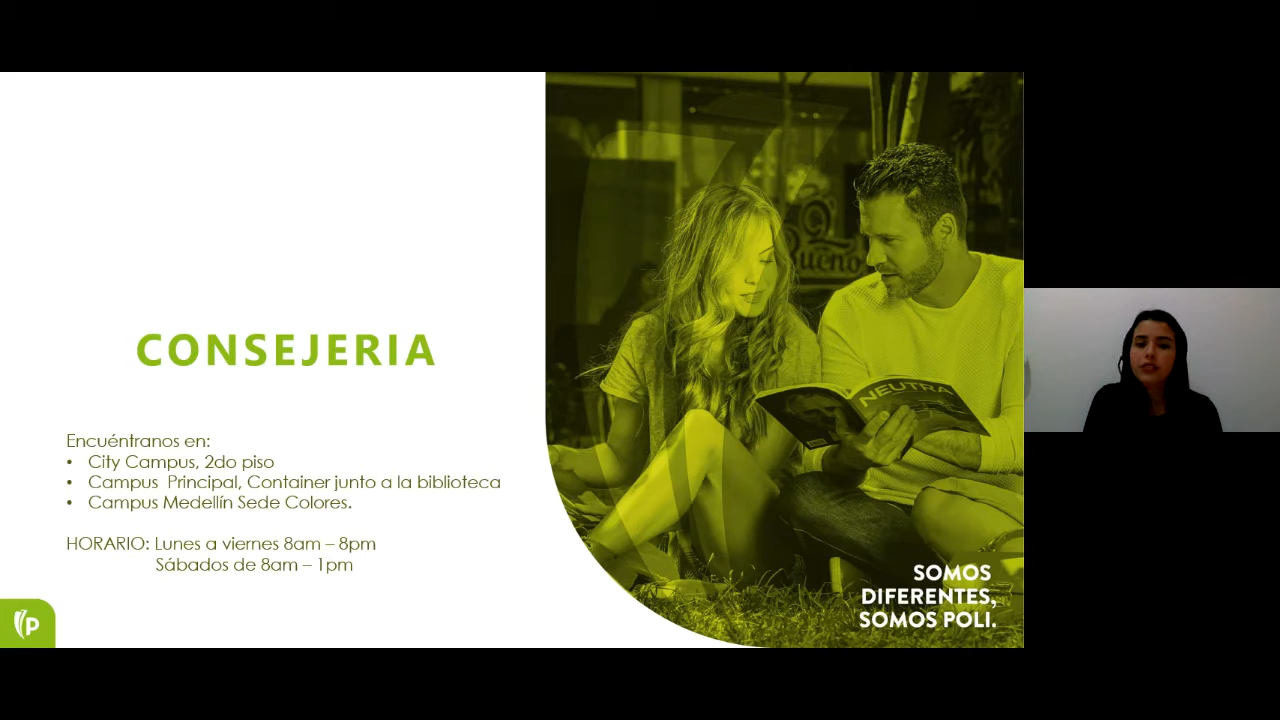 CONSEJERIA
Encuéntranos en:
• City Campus, 2do piso
• Campus Principal, Container junto a la biblioteca
• Campus Medellín Sede Colores.
HORARIO: Lunes a viernes 8am – 8pm
Sábados de 8am – 1pm
p
Bueno
NEUTRA
SOMOS
DIFERENTES,
SOMOS POLI.